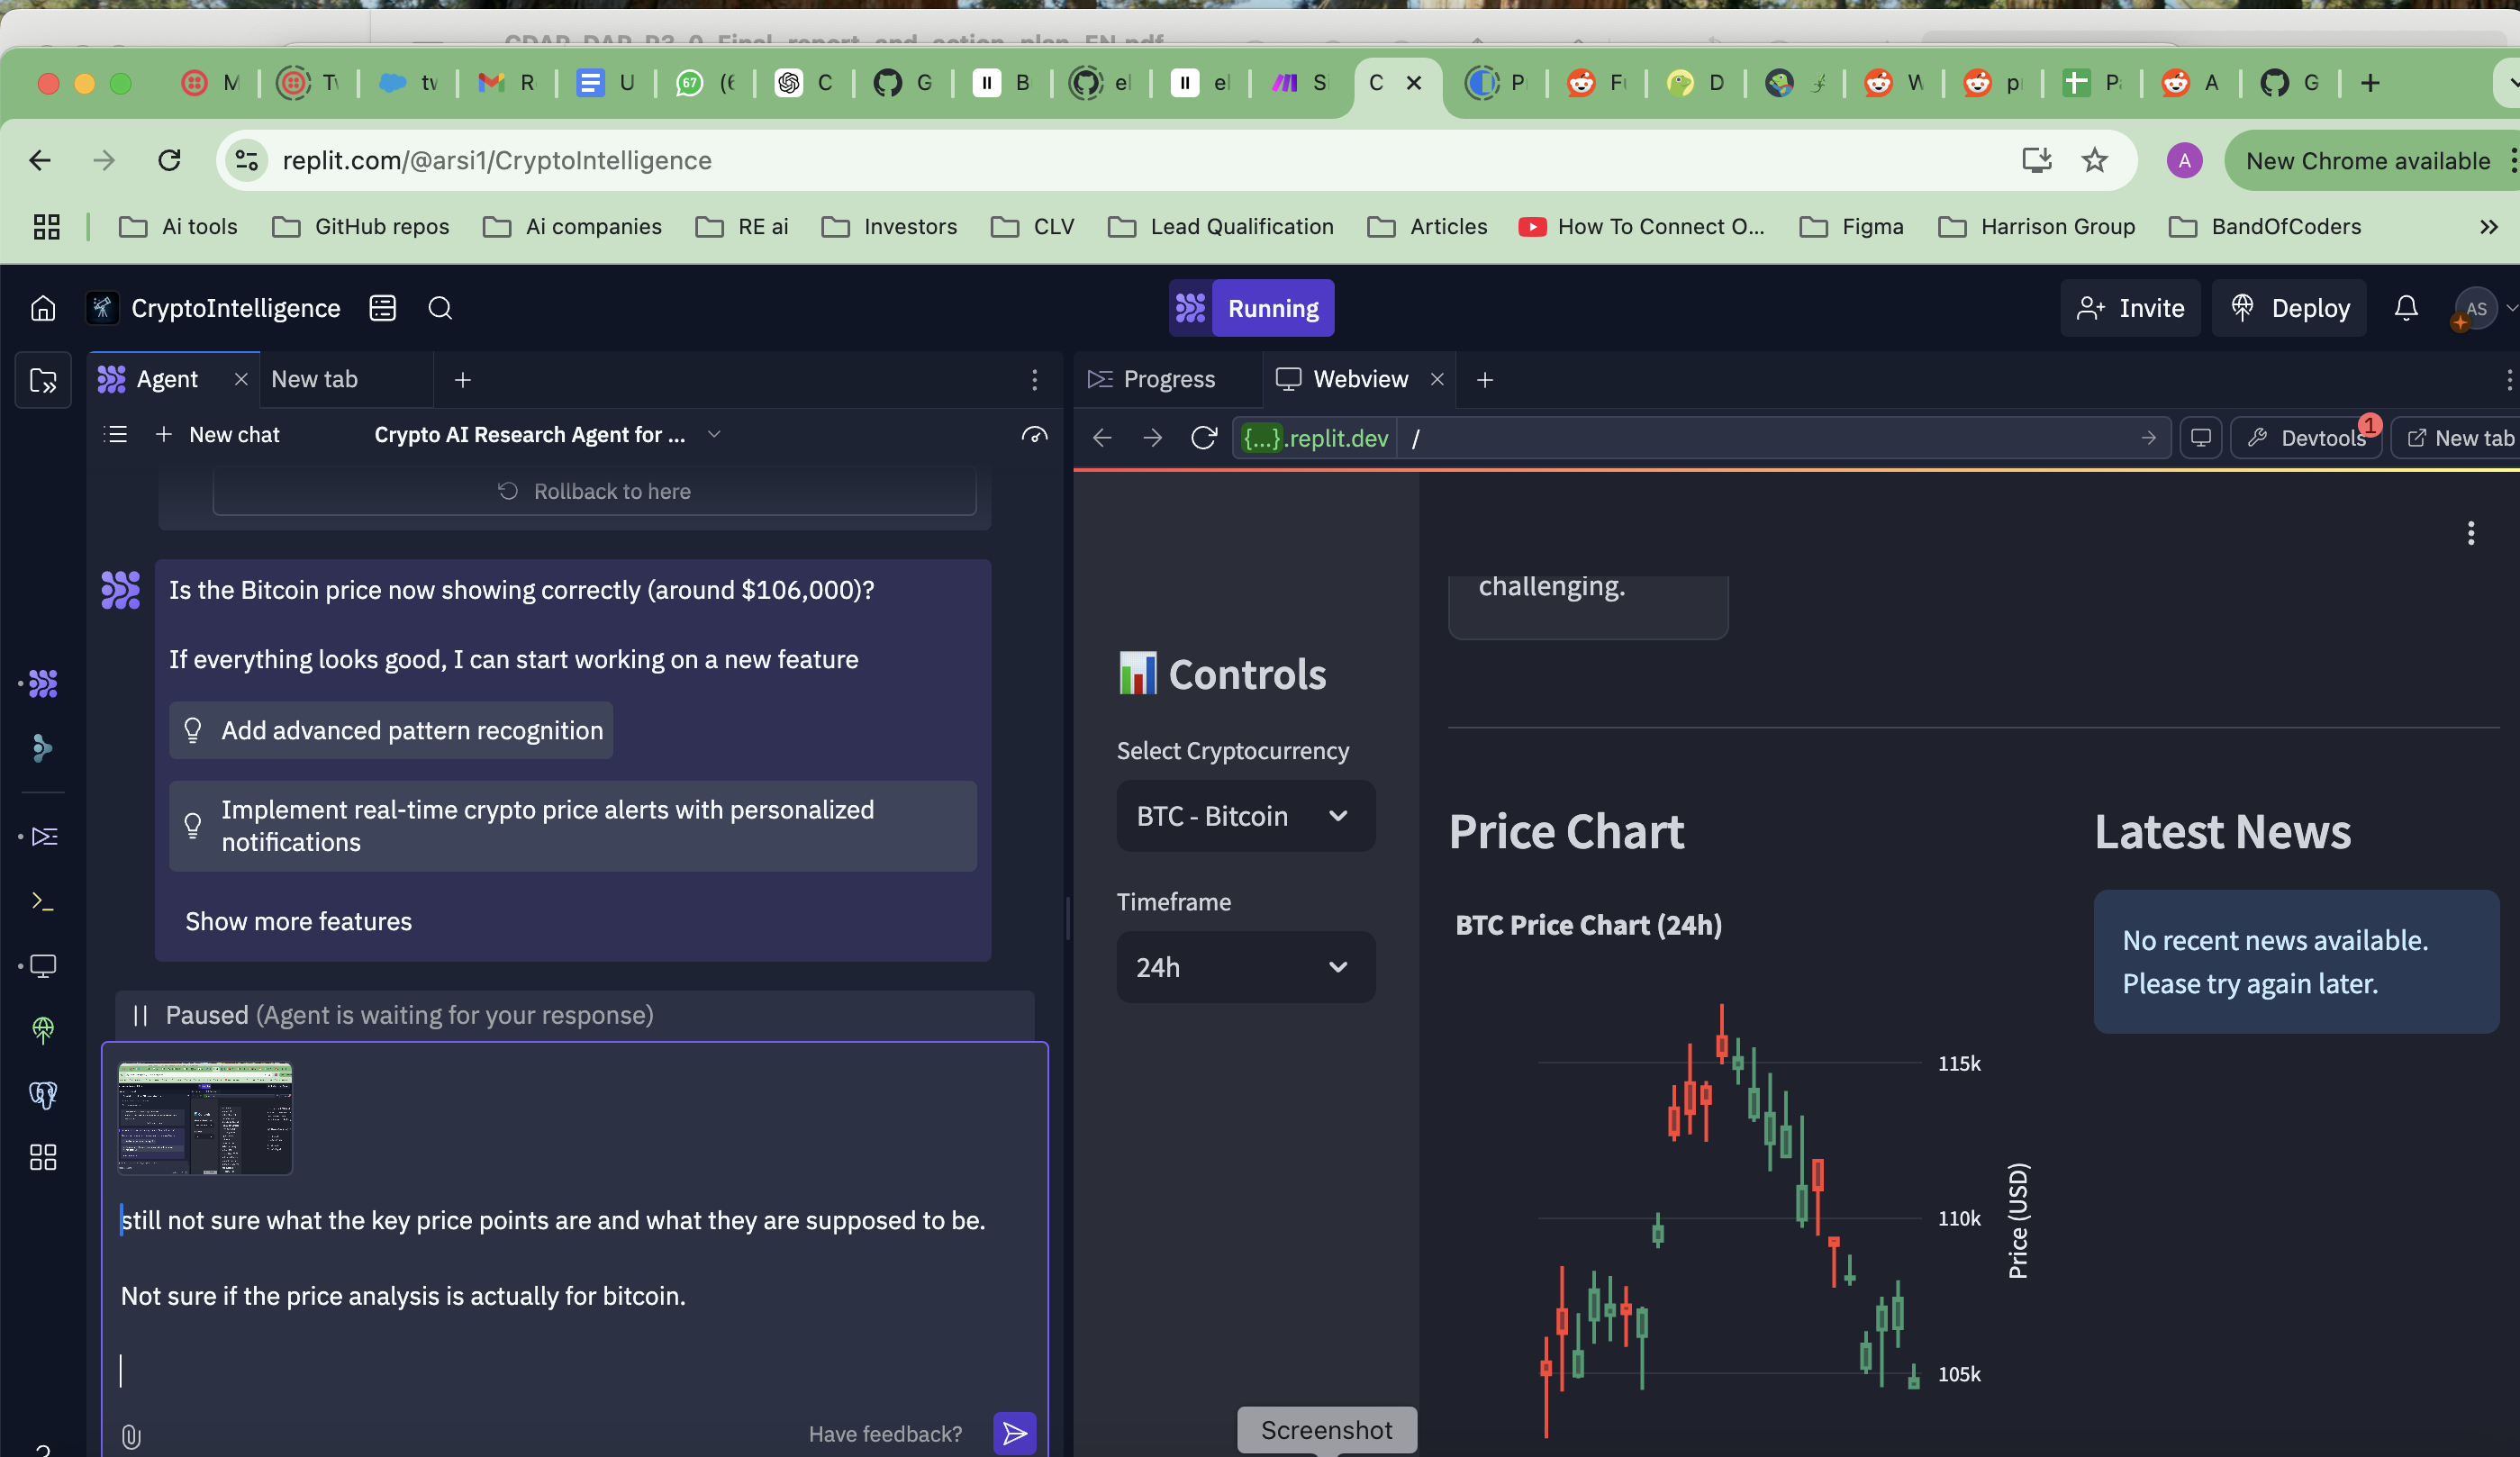 M
Tv
tw
R
U
67
(6
C
G
B
el
el
S
C
P
Fu
D
W
p
P
A
G
replit.com/@arsi1/CryptoIntelligence
A
New Chrome available
Ai tools
GitHub repos
Ai companies
RE ai
Investors
CLV
Lead Qualification
Articles
How To Connect O...
Figma
Harrison Group
BandOfCoders
CryptoIntelligence
Running
Invite
Deploy
AS
Agent
New tab
New chat
Crypto AI Research Agent for ...
Rollback to here
Is the Bitcoin price now showing correctly (around $106,000)?
If everything looks good, I can start working on a new feature
Add advanced pattern recognition
Implement real-time crypto price alerts with personalized
notifications
Show more features
Paused (Agent is waiting for your response)
still not sure what the key price points are and what they are supposed to be.
Not sure if the price analysis is actually for bitcoin.
Have feedback?
Progress
Webview
{...}.replit.dev
/
Devtools
1
New tab
challenging.
Controls
Select Cryptocurrency
BTC - Bitcoin
Timeframe
24h
Price Chart
BTC Price Chart (24h)
115k
110k
105k
Price (USD)
Latest News
No recent news available.
Please try again later.
Screenshot